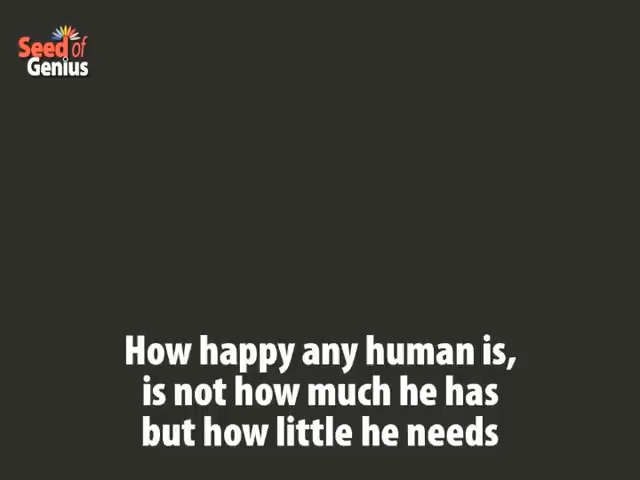 Seed of
Genius
How happy any human is,
is not how much he has
but how little he needs